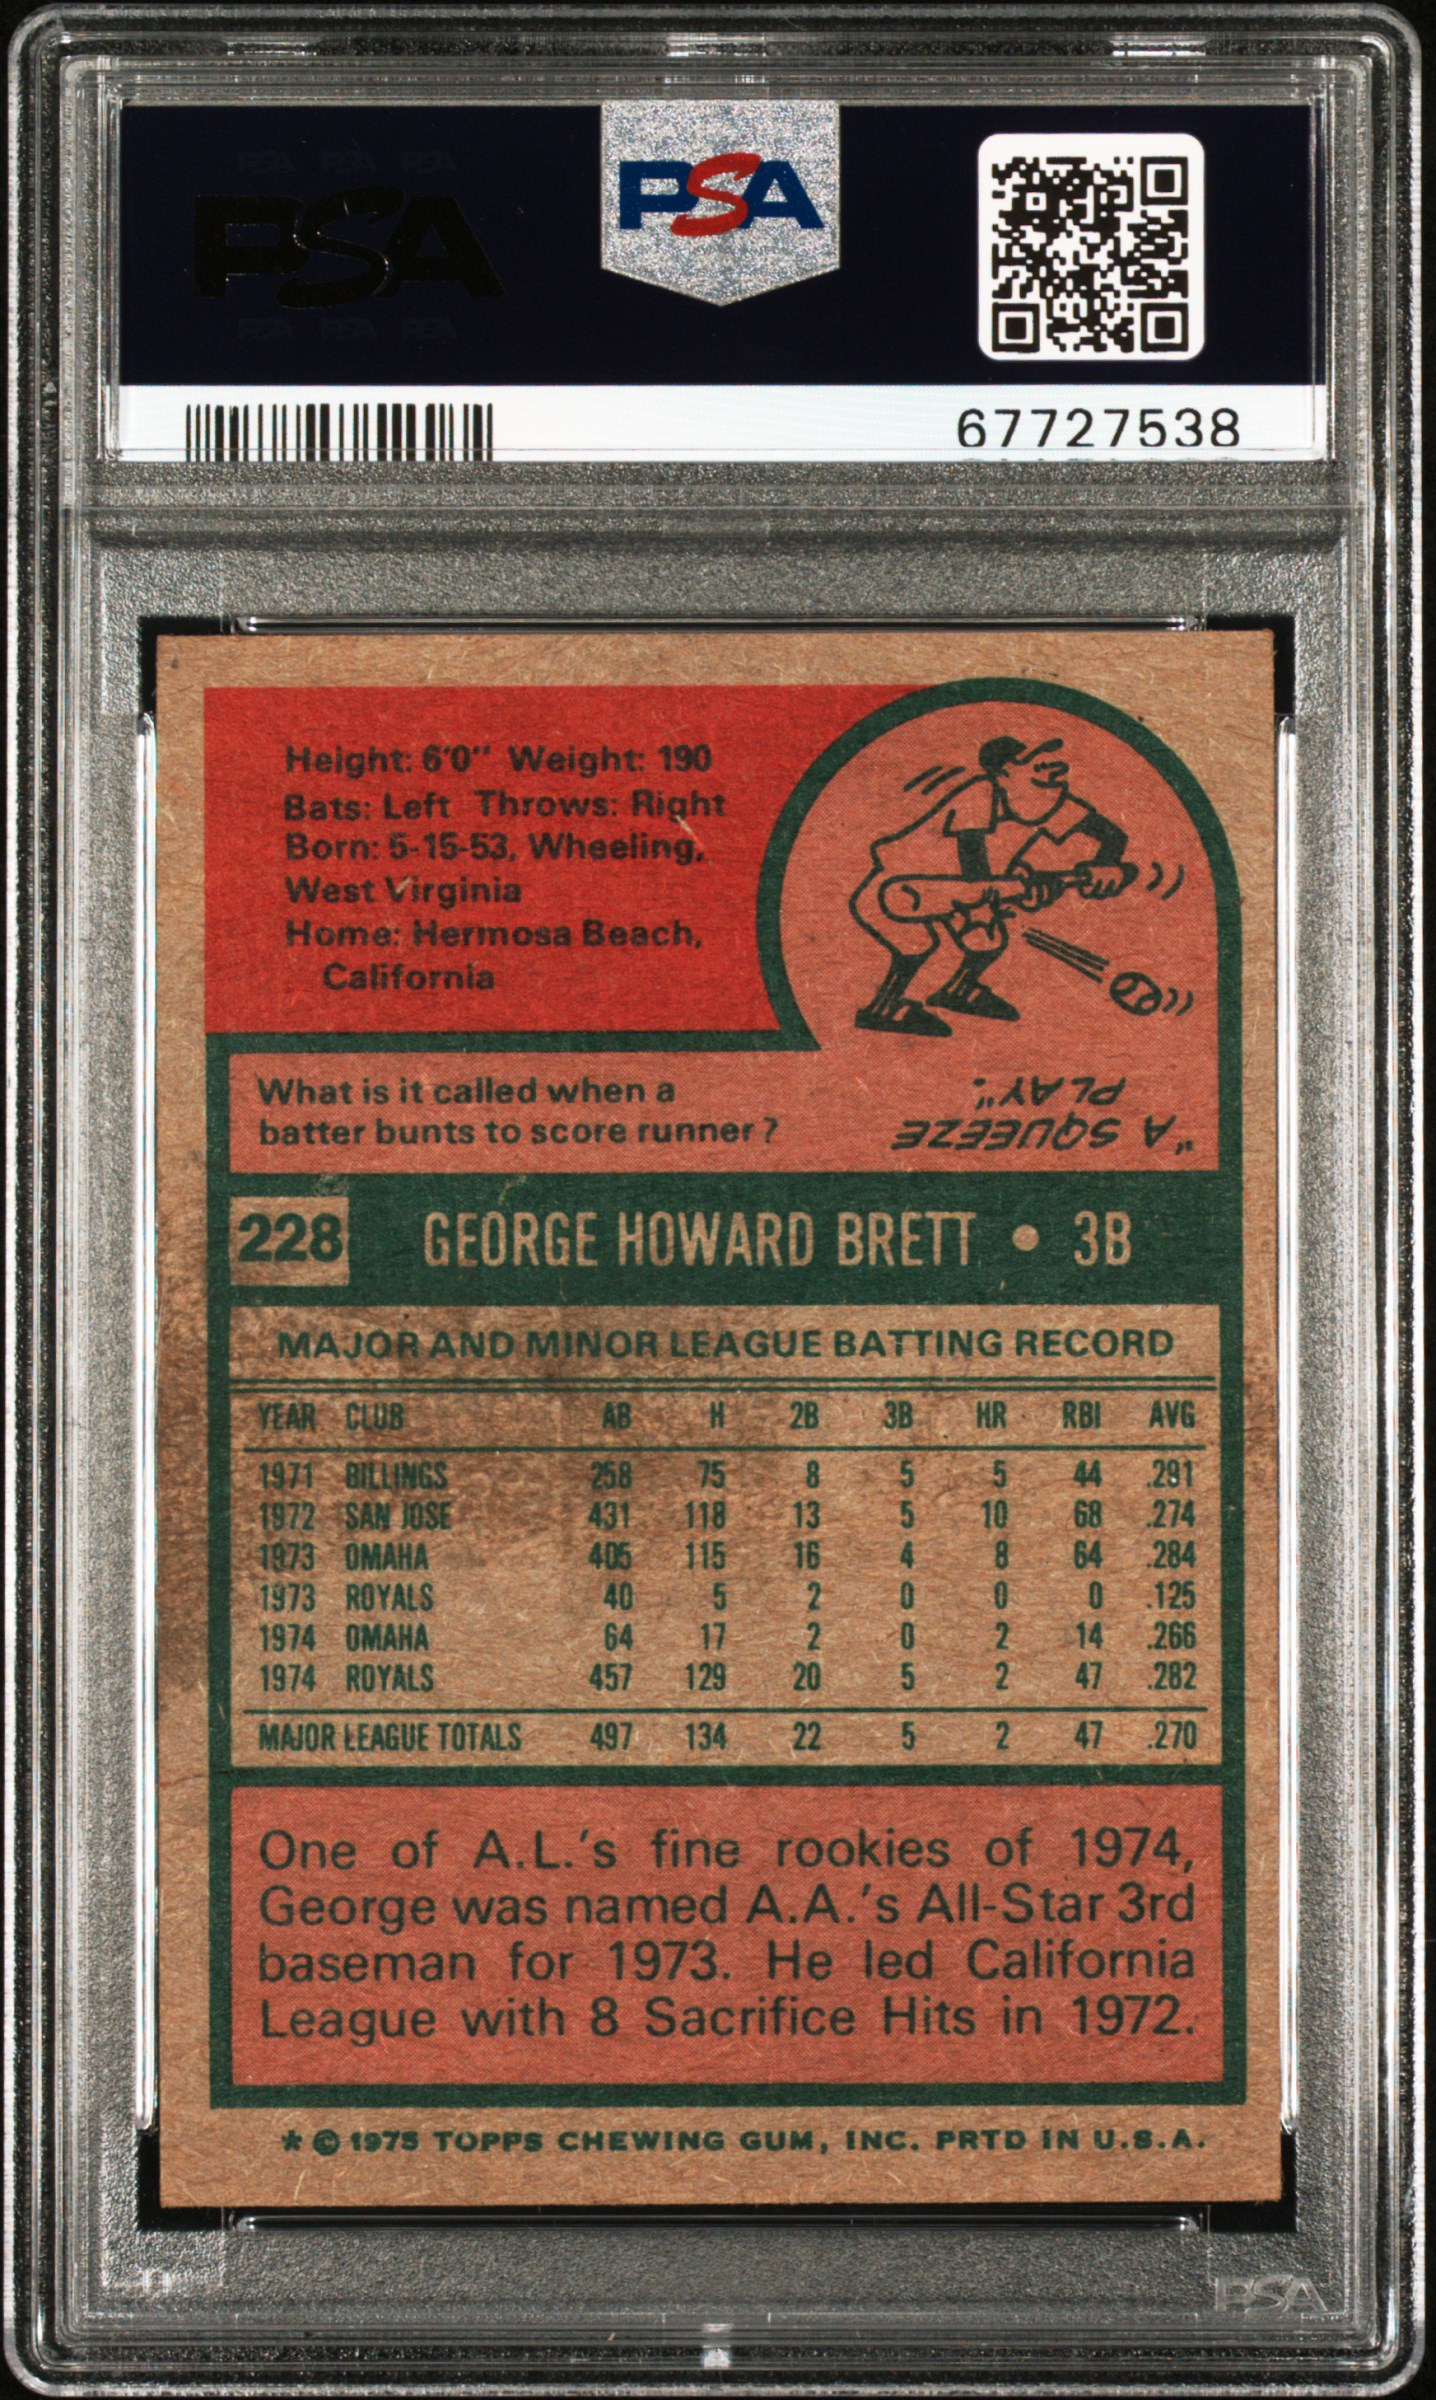 PSA
PSA
67727538
Height: 6'0" Weight: 190
Bats: Left Throws: Right
Born: 5-15-53, Wheeling,
West Virginia
Home: Hermosa Beach,
California
What is it called when a
batter bunts to score runner?
"A SQUEEZE
PLAY".
228 GEORGE HOWARD BRETT • 3B
MAJOR AND MINOR LEAGUE BATTING RECORD
YEAR CLUB AB H 2B 3B HR RBI AVG
1971 BILLINGS 258 75 8 5 5 44 .291
1972 SAN JOSE 431 118 13 5 10 68 .274
1973 OMAHA 405 115 16 4 8 64 .284
1973 ROYALS 40 5 2 0 0 0 .125
1974 OMAHA 64 17 2 0 2 14 .266
1974 ROYALS 457 129 20 5 2 47 .282
MAJOR LEAGUE TOTALS 497 134 22 5 2 47 .270
One of A.L.'s fine rookies of 1974,
George was named A.A.'s All-Star 3rd
baseman for 1973. He led California
League with 8 Sacrifice Hits in 1972.
* © 1975 TOPPS CHEWING GUM, INC. PRTD IN U.S.A.
PSA